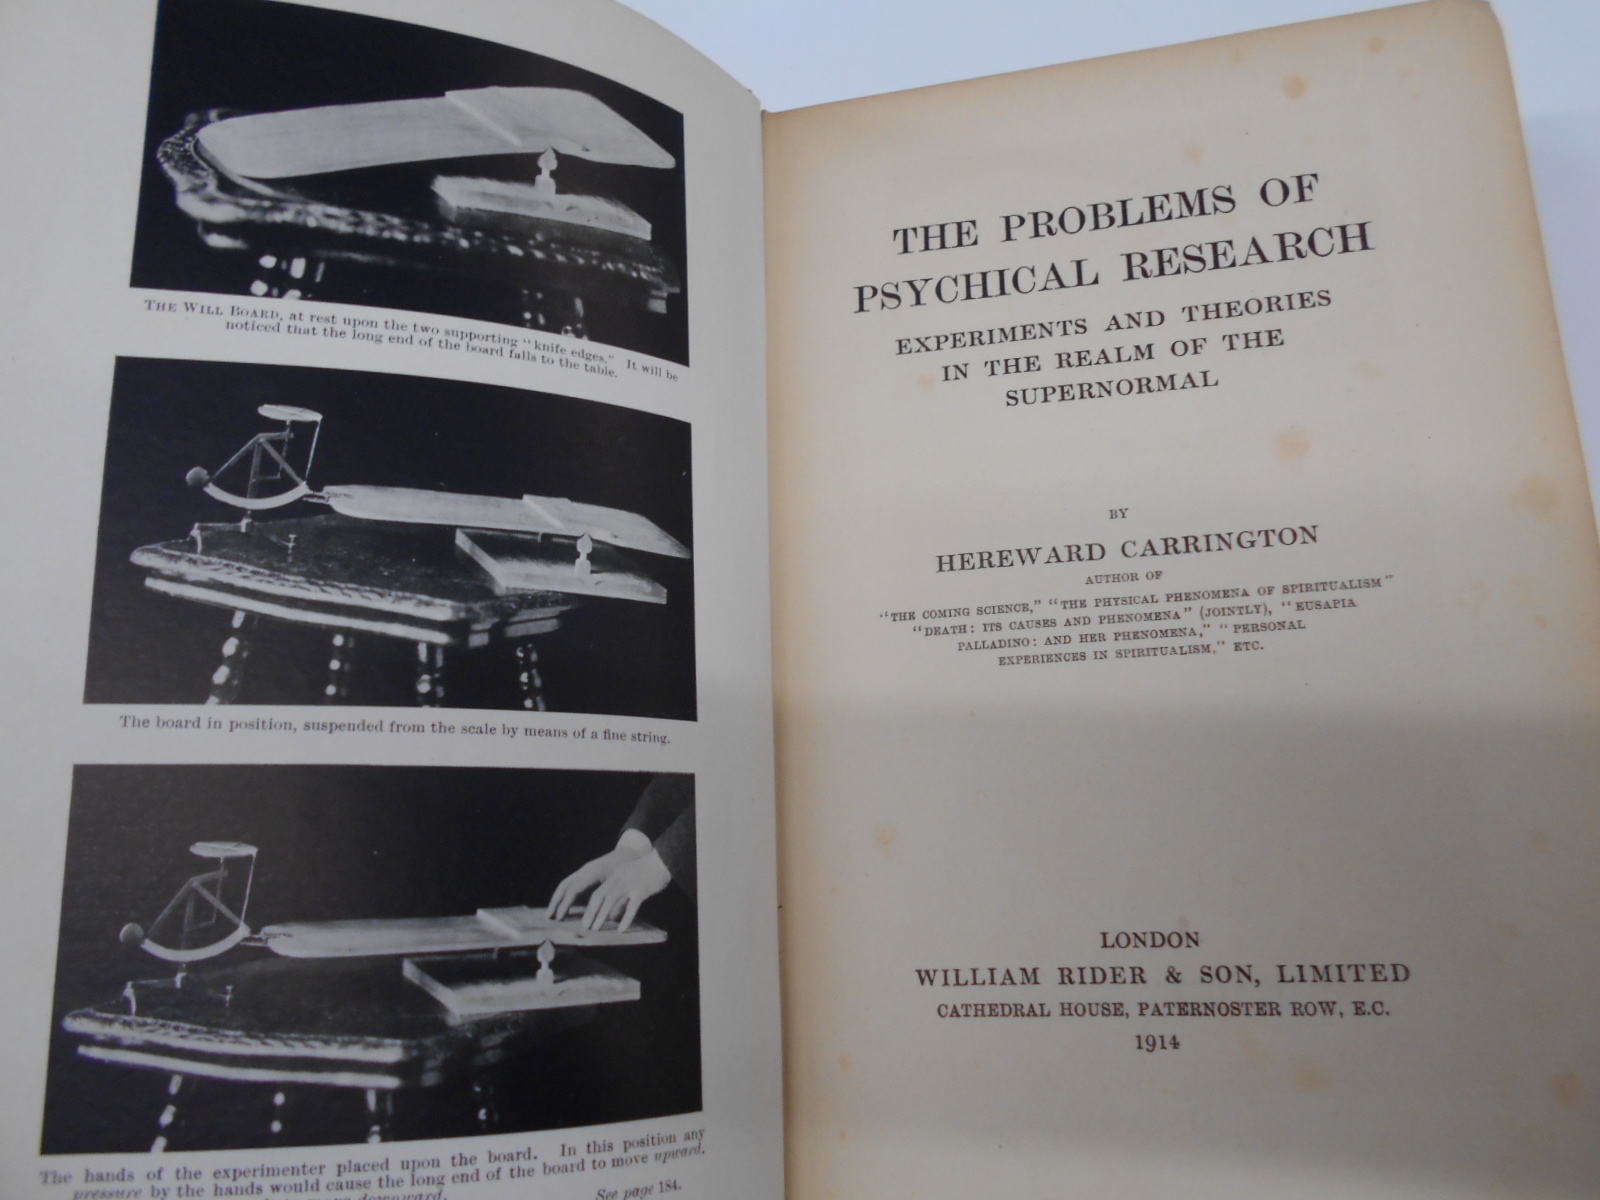 THE WILL BOARD, at rest upon the two supporting "knife edges." It will be
noticed that the long end of the board falls to the table.
The board in position, suspended from the scale by means of a fine string.
The hands of the experimenter placed upon the board. In this position any
pressure by the hands would cause the long end of the board to move upward.
downward.
See page 184.
THE PROBLEMS OF
PSYCHICAL RESEARCH
EXPERIMENTS AND THEORIES
IN THE REALM OF THE
SUPERNORMAL
BY
HEREWARD CARRINGTON
AUTHOR OF
"THE COMING SCIENCE," "THE PHYSICAL PHENOMENA OF SPIRITUALISM"
"DEATH: ITS CAUSES AND PHENOMENA" (JOINTLY), "EUSAPIA
PALLADINO: AND HER PHENOMENA," "PERSONAL
EXPERIENCES IN SPIRITUALISM," ETC.
LONDON
WILLIAM RIDER & SON, LIMITED
CATHEDRAL HOUSE, PATERNOSTER ROW, E.C.
1914